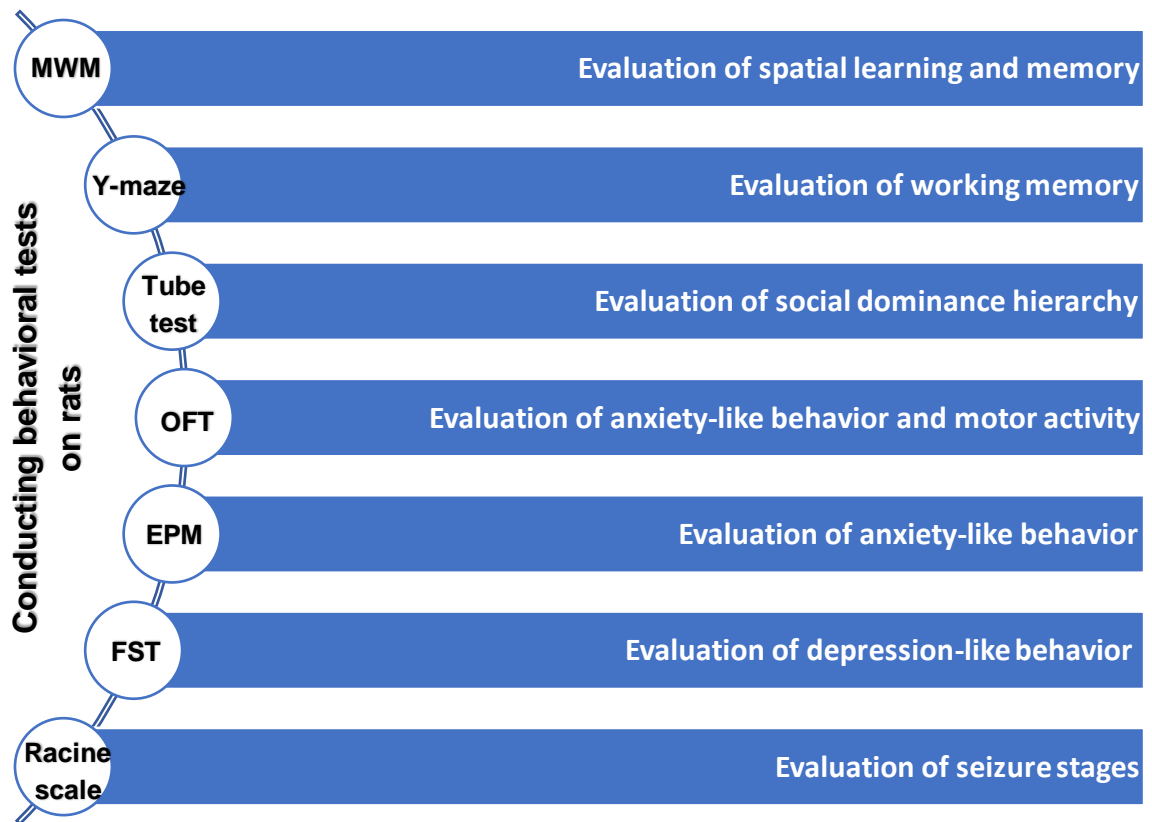 Conducting behavioral tests
on rats
MWM
Evaluation of spatial learning and memory
Y-maze
Evaluation of working memory
Tube
test
Evaluation of social dominance hierarchy
OFT
Evaluation of anxiety-like behavior and motor activity
EPM
Evaluation of anxiety-like behavior
FST
Evaluation of depression-like behavior
Racine
scale
Evaluation of seizure stages